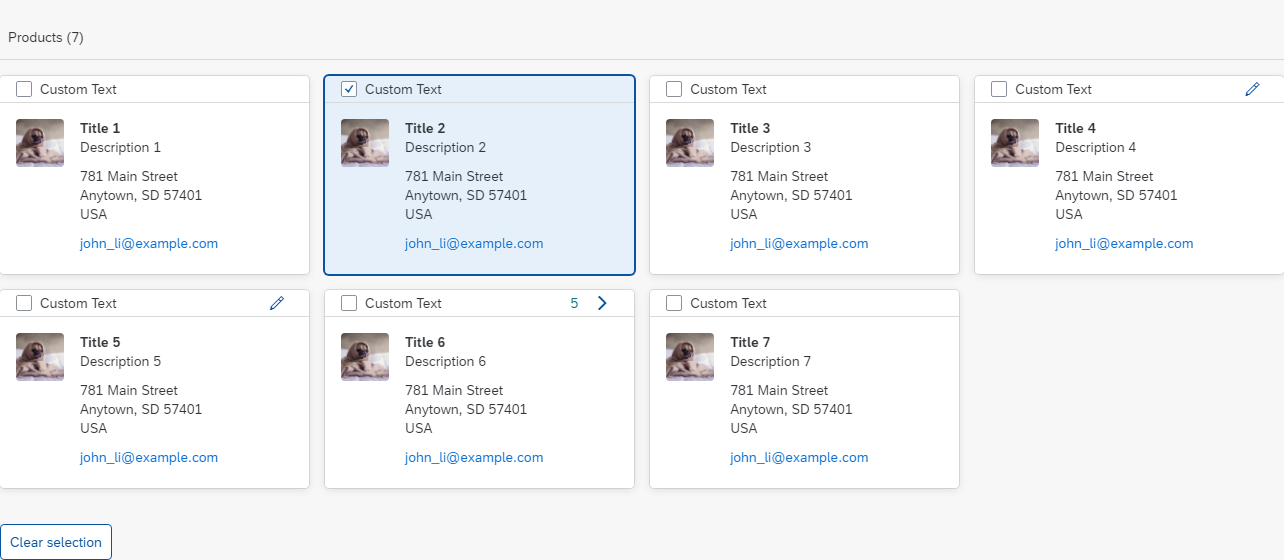 Products (7)
Custom Text
Title 1
Description 1
781 Main Street
Anytown, SD 57401
USA
john_li@example.com
Custom Text
Title 2
Description 2
781 Main Street
Anytown, SD 57401
USA
john_li@example.com
Custom Text
Title 3
Description 3
781 Main Street
Anytown, SD 57401
USA
john_li@example.com
Custom Text
Title 4
Description 4
781 Main Street
Anytown, SD 57401
USA
john_li@example.com
Custom Text
Title 5
Description 5
781 Main Street
Anytown, SD 57401
USA
john_li@example.com
Custom Text 5
Title 6
Description 6
781 Main Street
Anytown, SD 57401
USA
john_li@example.com
Custom Text
Title 7
Description 7
781 Main Street
Anytown, SD 57401
USA
john_li@example.com
Clear selection